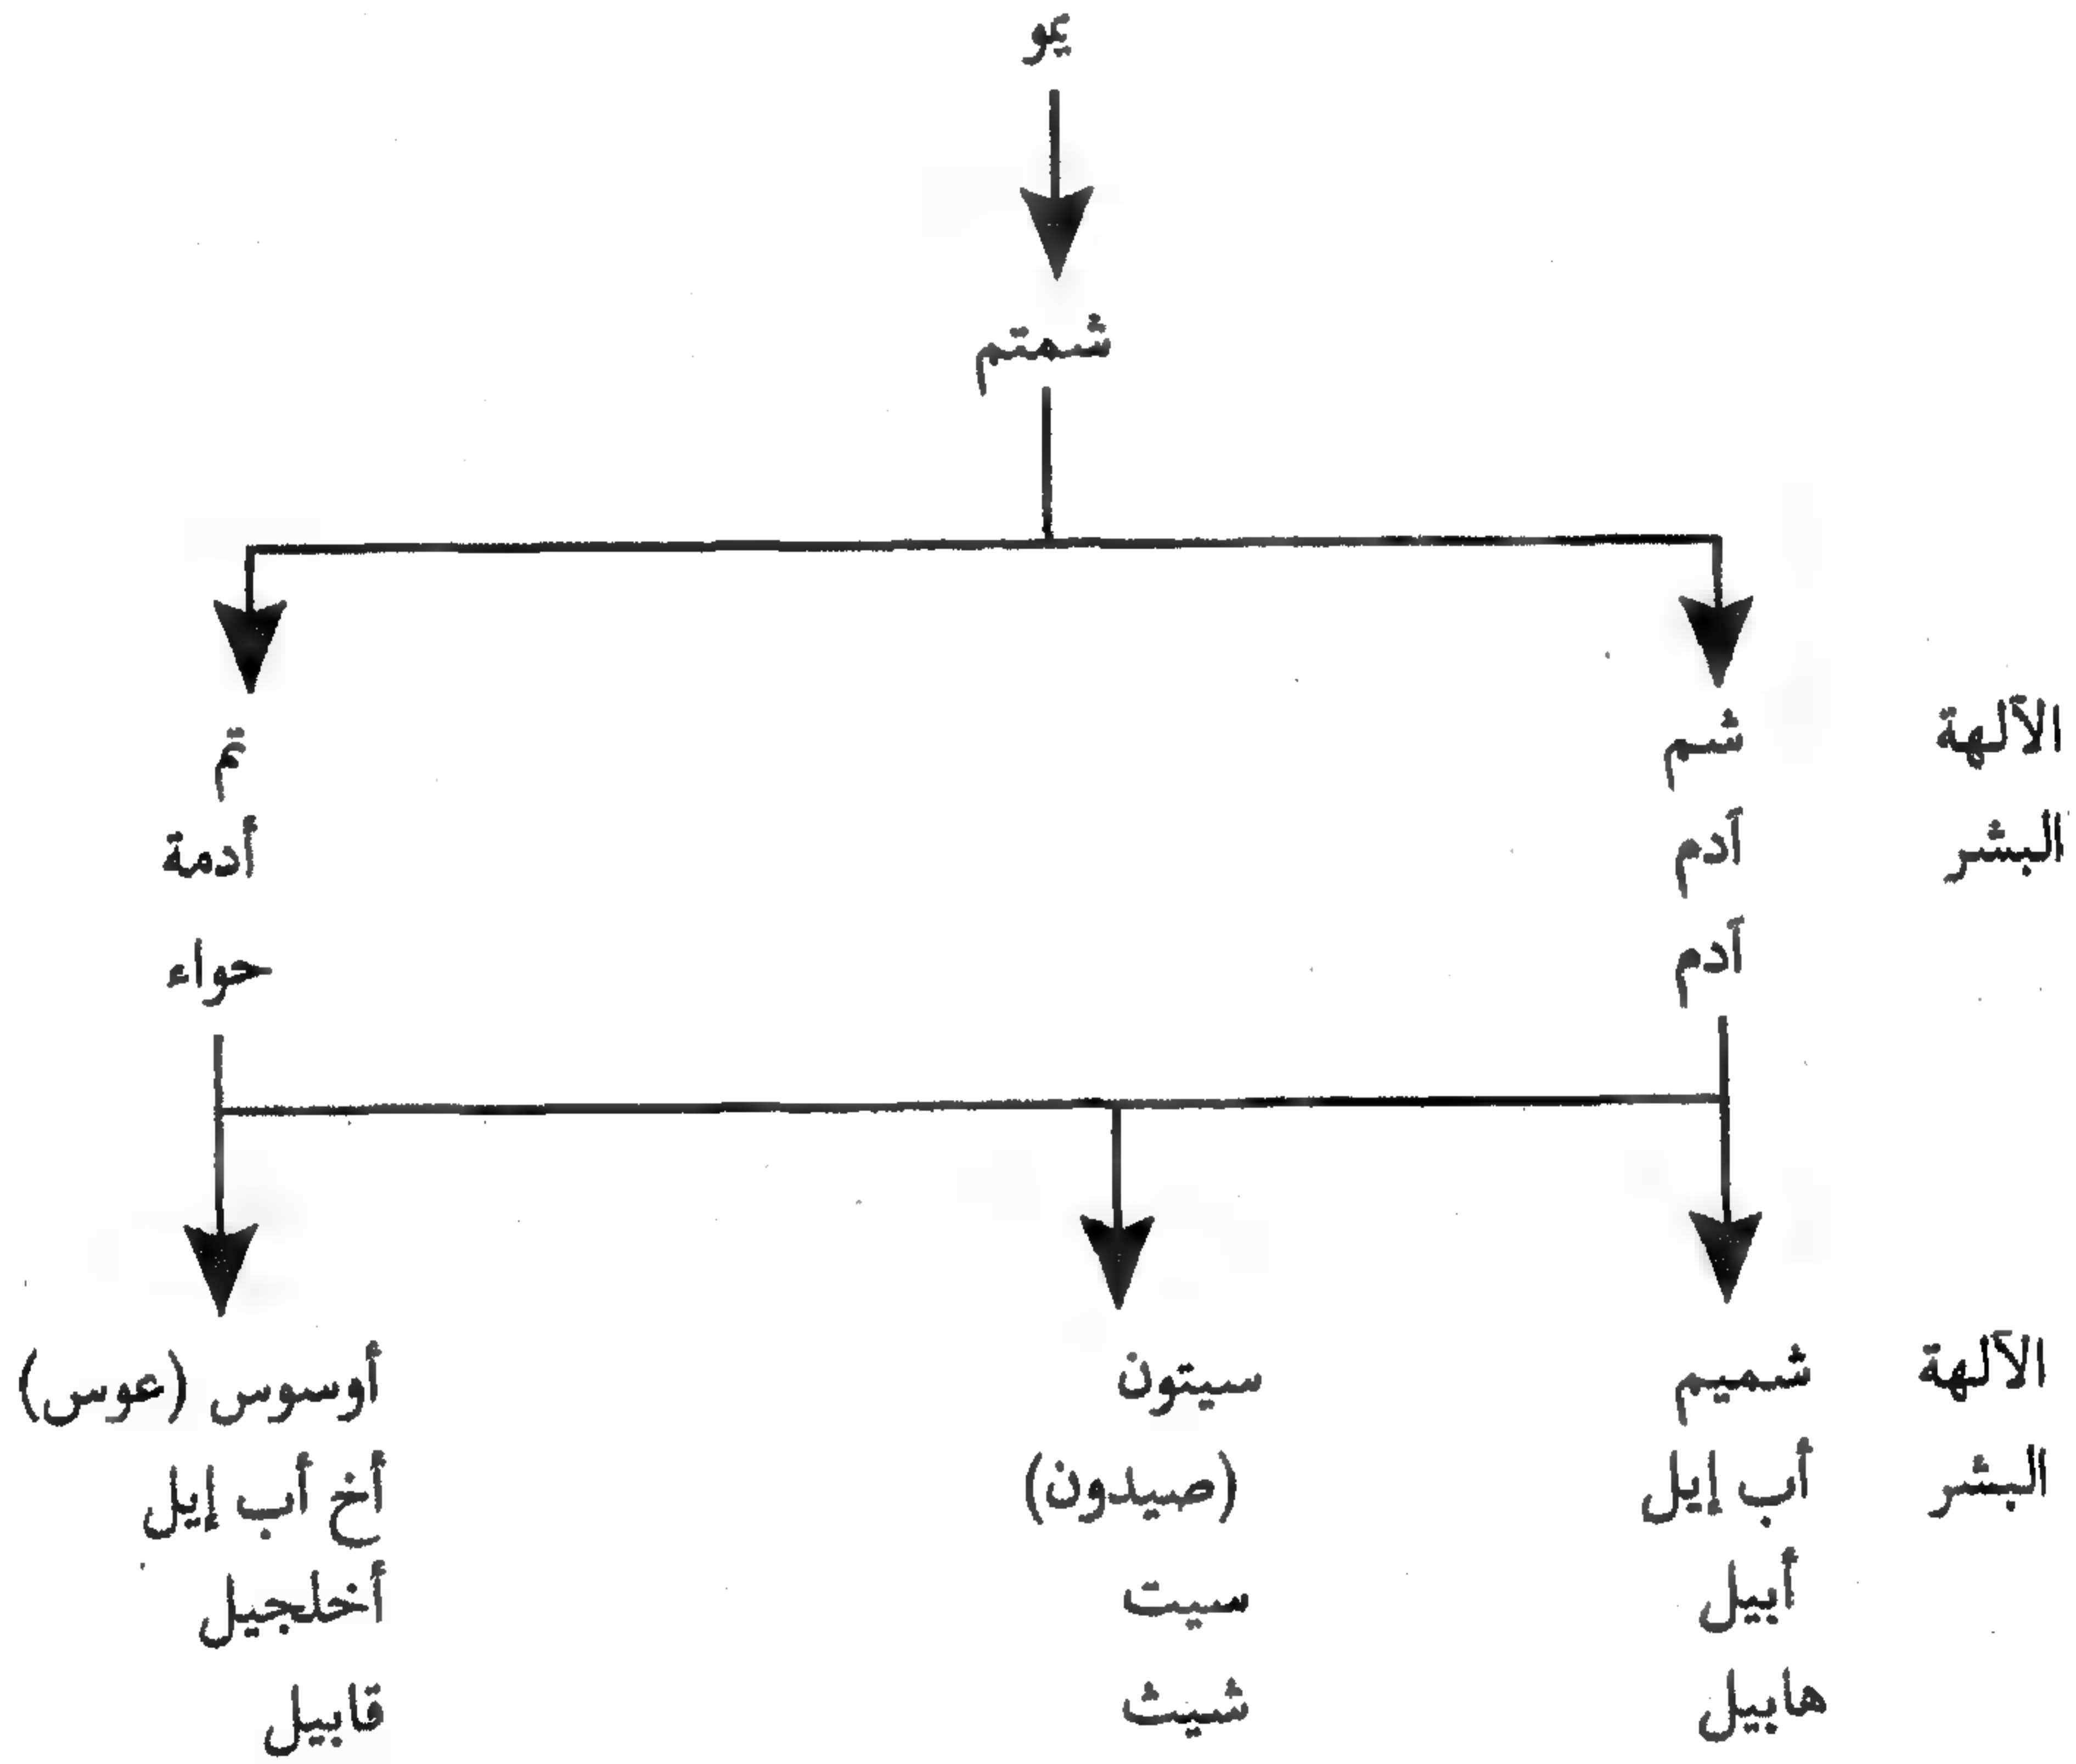 يو
شمتم
الآلهة شم تم
البشر آدم أدمة
آدم حواء
الآلهة شميم سيتون أوسوس (عوس)
البشر أب إيل (صيدون) أخ أب إيل
أبيل سيت أخلجيل
هابيل شيث قابيل